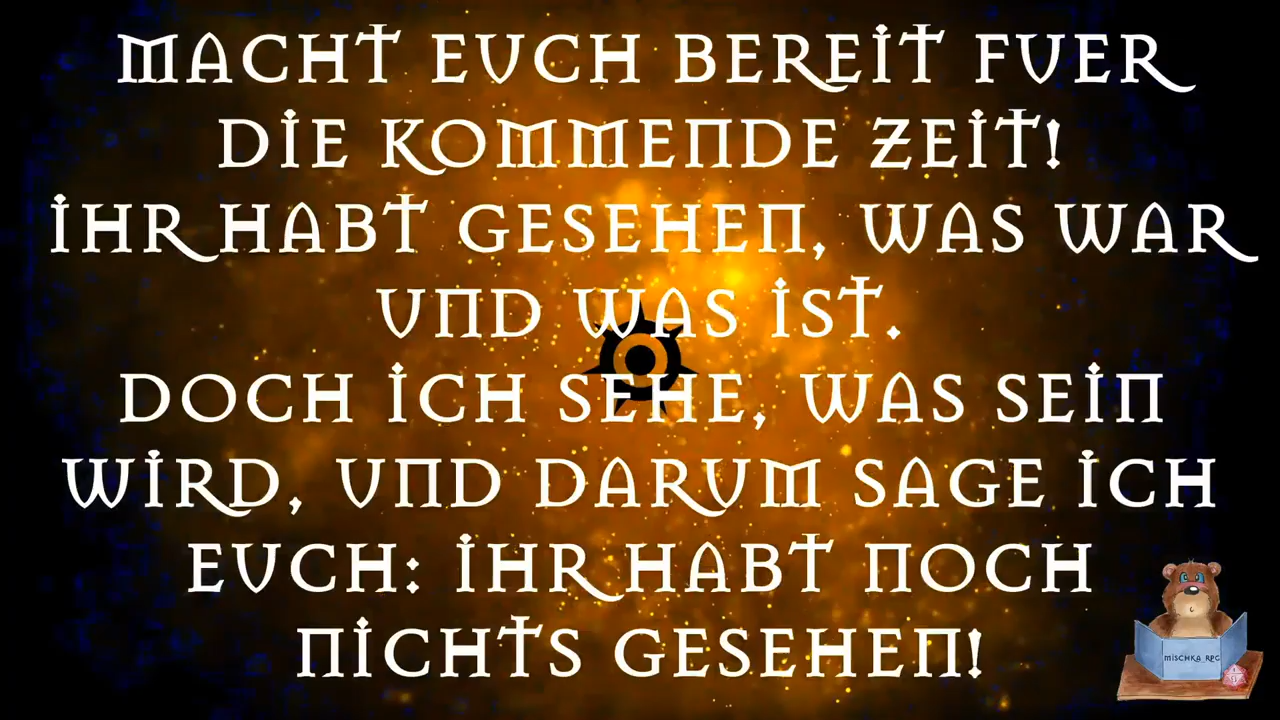 MACHT EUCH BEREIT FUER
DIE KOMMENDE ZEIT!
IHR HABT GESEHEN, WAS WAR
UND WAS IST.
DOCH ICH SEHE, WAS SEIN
WIRD, UND DARUM SAGE ICH
EUCH: IHR HABT NOCH
NICHTS GESEHEN!
MISCHKA RPG